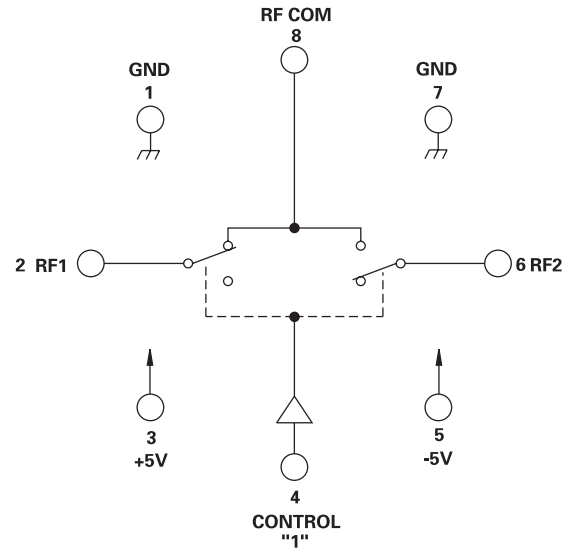 RF COM
8
GND
1
GND
7
2 RF1
6 RF2
3
+5V
5
-5V
4
CONTROL
"1"